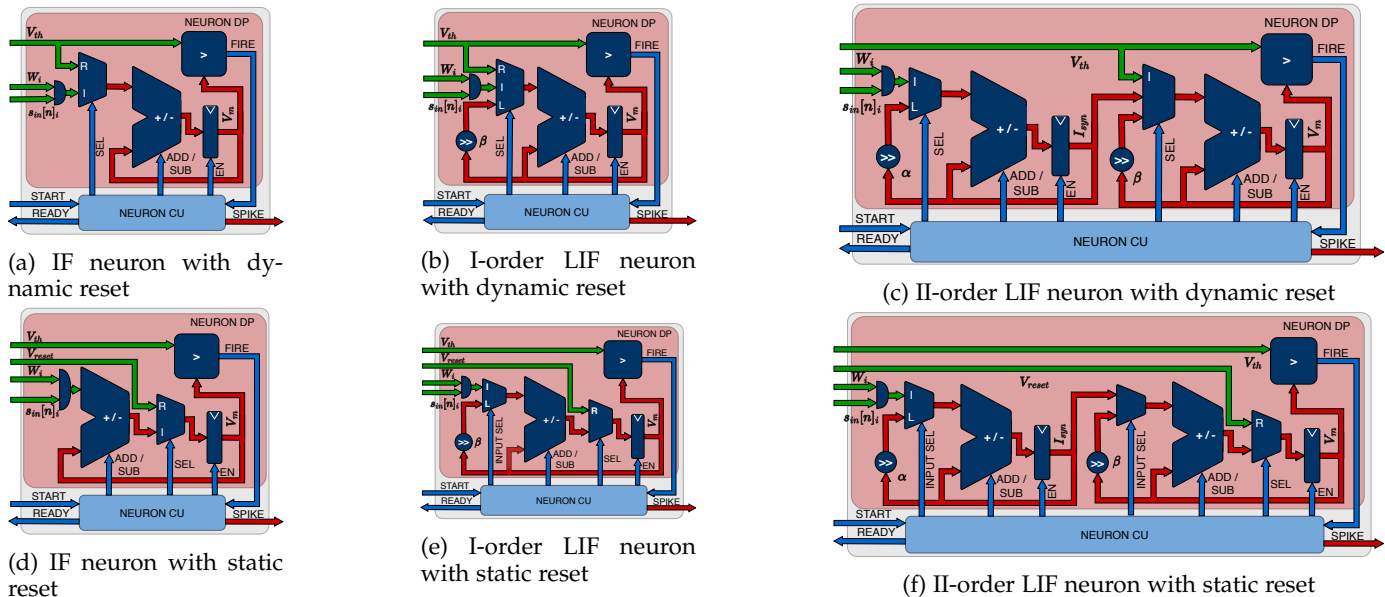 NEURON DP
V_th
FIRE
>
R
W_i
I
s_in[n]_i
+ / -
V_m
SEL
ADD /
SUB
EN
START
READY
NEURON CU
SPIKE
(a) IF neuron with dy-
namic reset
NEURON DP
V_th
FIRE
>
R
W_i
I
s_in[n]_i
L
+ / -
V_m
>>
β
SEL
ADD /
SUB
EN
START
READY
NEURON CU
SPIKE
(b) I-order LIF neuron
with dynamic reset
NEURON DP
FIRE
V_th
>
W_i
I
I
s_in[n]_i
L
+ / -
I_syn
+ / -
V_m
>>
α
SEL
ADD /
SUB
EN
>>
β
SEL
ADD /
SUB
EN
START
READY
NEURON CU
SPIKE
(c) II-order LIF neuron with dynamic reset
NEURON DP
V_th
V_reset
FIRE
>
W_i
s_in[n]_i
R
I
+ / -
V_m
ADD /
SUB
SEL
EN
START
READY
NEURON CU
SPIKE
(d) IF neuron with static
reset
NEURON DP
V_th
V_reset
FIRE
>
W_i
I
s_in[n]_i
L
R
+ / -
V_m
>>
β
INPUT SEL
ADD /
SUB
SEL
EN
START
READY
NEURON CU
SPIKE
(e) I-order LIF neuron
with static reset
NEURON DP
FIRE
V_th
>
V_reset
W_i
I
s_in[n]_i
L
R
+ / -
I_syn
+ / -
V_m
>>
α
INPUT SEL
ADD /
SUB
EN
>>
β
INPUT SEL
ADD /
SUB
SEL
EN
START
READY
NEURON CU
SPIKE
(f) II-order LIF neuron with static reset